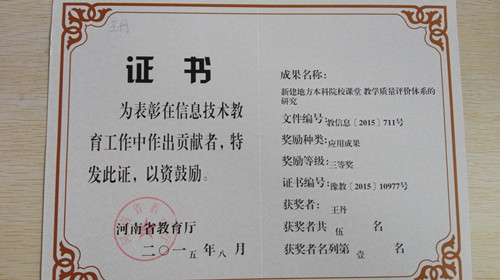 王丹
证书
为表彰在信息技术教
育工作中作出贡献者，特
发此证，以资鼓励。
河南省教育厅
二〇一五年八月
成果名称：
新建地方本科院校课堂 教学质量评价体系的
研究
文件编号：教信息〔2015〕711号
奖励种类：应用成果
奖励等级：三等奖
证书编号：豫教〔2015〕10977号
获奖者：王丹
获奖者共 伍 名
获奖者名列第 壹 名